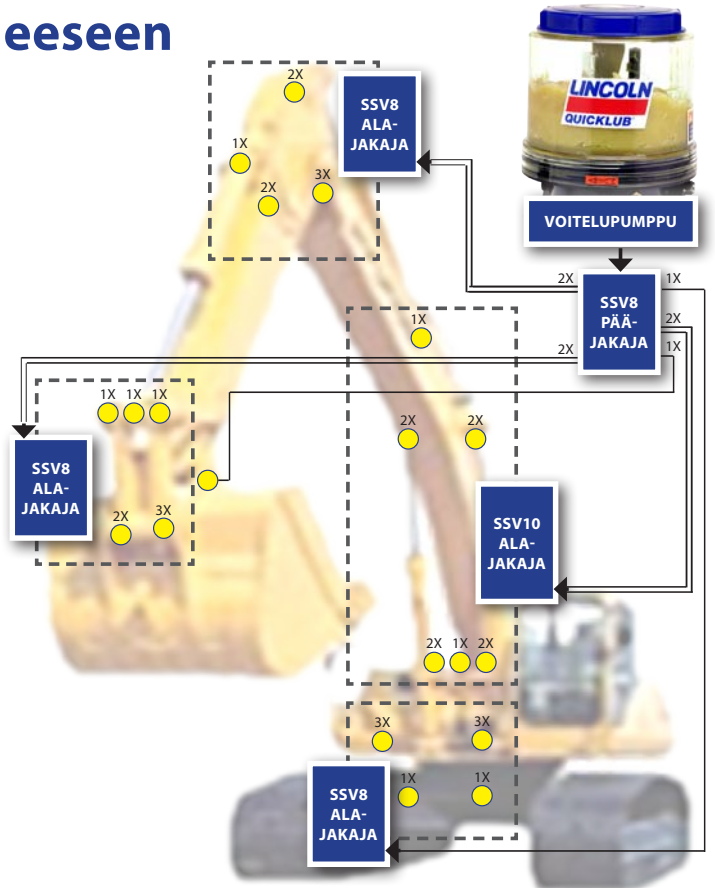 eeseen
LINCOLN
QUICKLUB
VOITELUPUMPPU
2X
SSV8
ALA-
JAKAJA
1X
2X
3X
2X
SSV8
PÄÄ-
JAKAJA
1X
2X
1X
2X
1X
2X
2X
1X 1X 1X
SSV8
ALA-
JAKAJA
2X
3X
SSV10
ALA-
JAKAJA
2X 1X 2X
3X
3X
SSV8
ALA-
JAKAJA
1X
1X